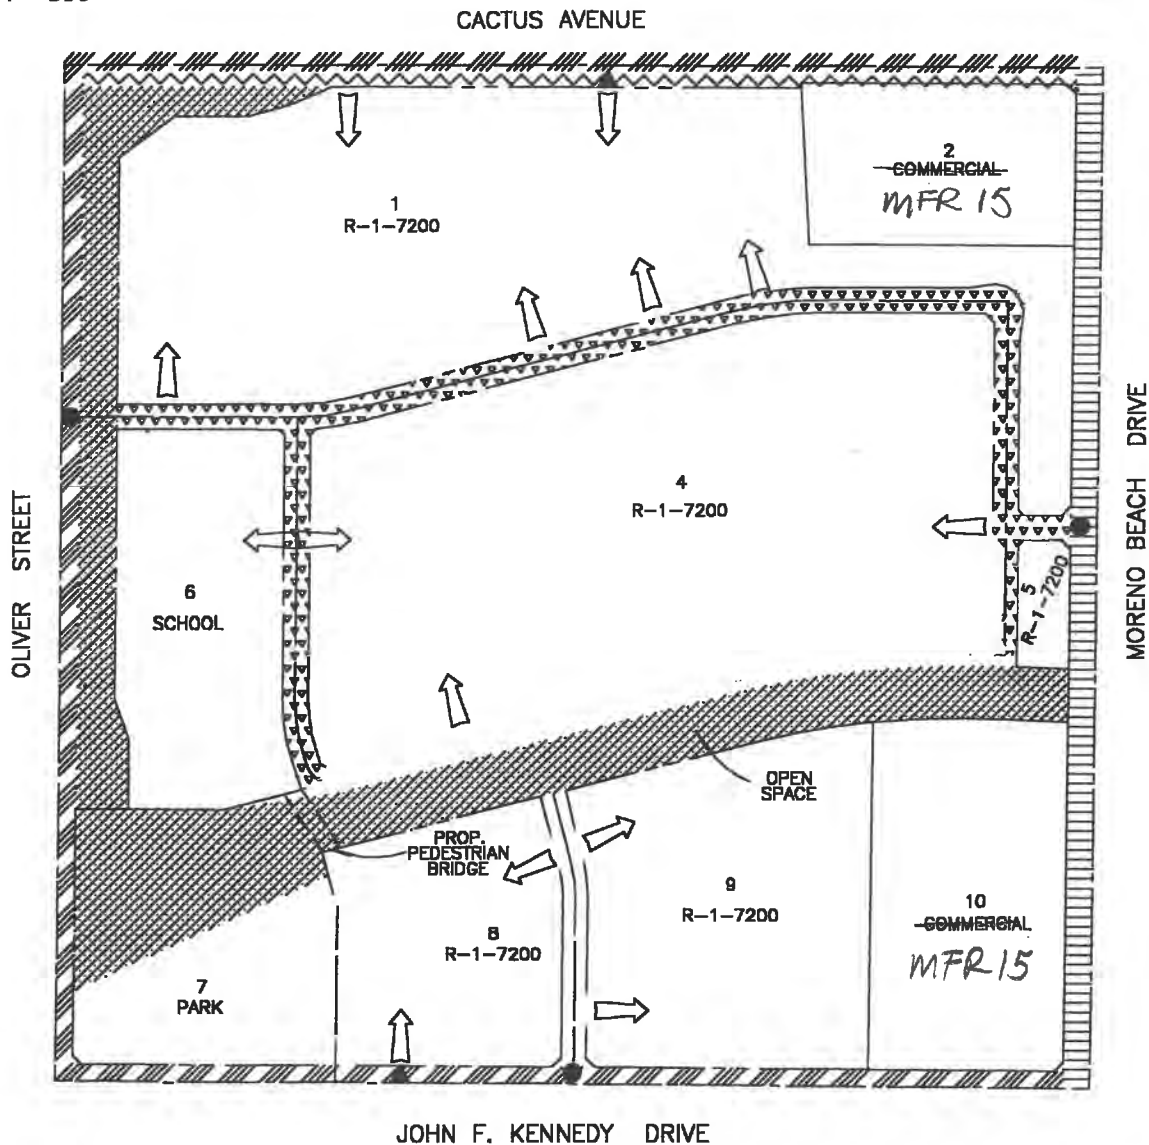 CACTUS AVENUE
2
COMMERCIAL
MFR 15
1
R-1-7200
4
R-1-7200
MORENO BEACH DRIVE
OLIVER STREET
5
R-1-7200
6
SCHOOL
OPEN
SPACE
PROP.
PEDESTRIAN
BRIDGE
9
R-1-7200
10
COMMERCIAL
MFR 15
8
R-1-7200
7
PARK
JOHN F. KENNEDY DRIVE